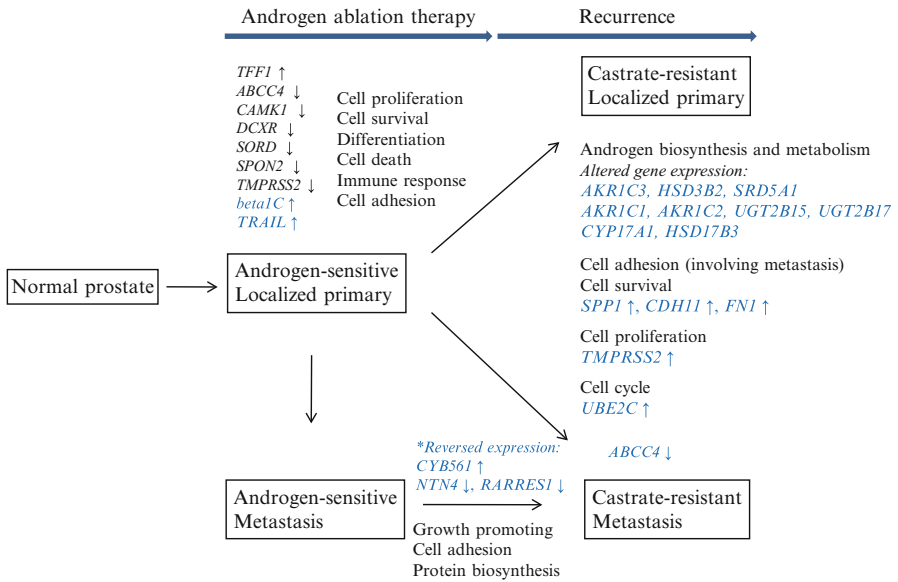 Androgen ablation therapy
Recurrence
TFF1 ↑
ABCC4 ↓
CAMK1 ↓
DCXR ↓
SORD ↓
SPON2 ↓
TMPRSS2 ↓
beta1C ↑
TRAIL ↑
Cell proliferation
Cell survival
Differentiation
Cell death
Immune response
Cell adhesion
Castrate-resistant
Localized primary
Androgen biosynthesis and metabolism
Altered gene expression:
AKR1C3, HSD3B2, SRD5A1
AKR1C1, AKR1C2, UGT2B15, UGT2B17
CYP17A1, HSD17B3
Cell adhesion (involving metastasis)
Cell survival
SPP1 ↑, CDH11 ↑, FN1 ↑
Cell proliferation
TMPRSS2 ↑
Cell cycle
UBE2C ↑
Normal prostate
Androgen-sensitive
Localized primary
*Reversed expression:
CYB561 ↑
NTN4 ↓, RARRES1 ↓
ABCC4 ↓
Androgen-sensitive
Metastasis
Growth promoting
Cell adhesion
Protein biosynthesis
Castrate-resistant
Metastasis